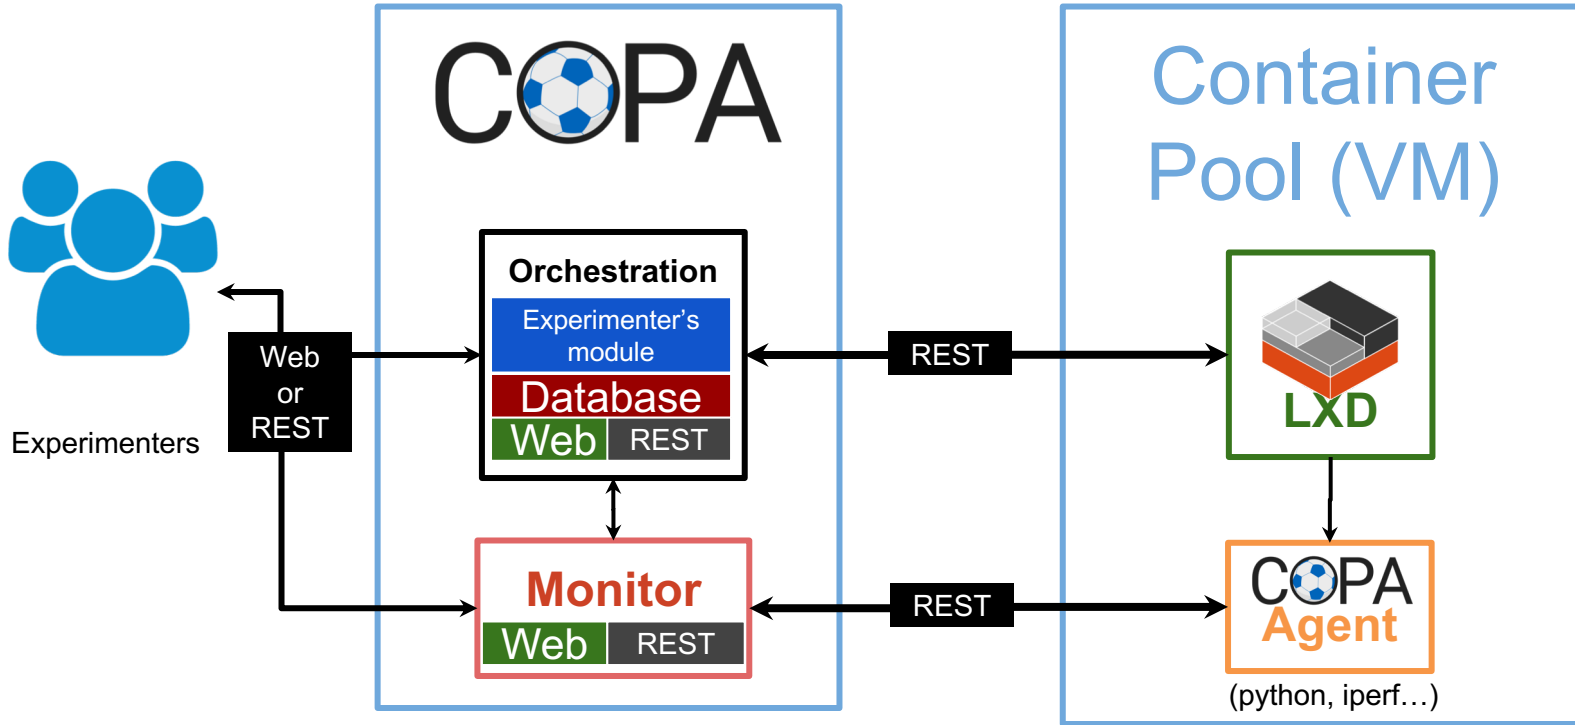 COPA
Container
Pool (VM)
Experimenters
Web
or
REST
Orchestration
Experimenter's
module
Database
Web
REST
REST
LXD
Monitor
Web
REST
REST
COPA
Agent
(python, iperf…)